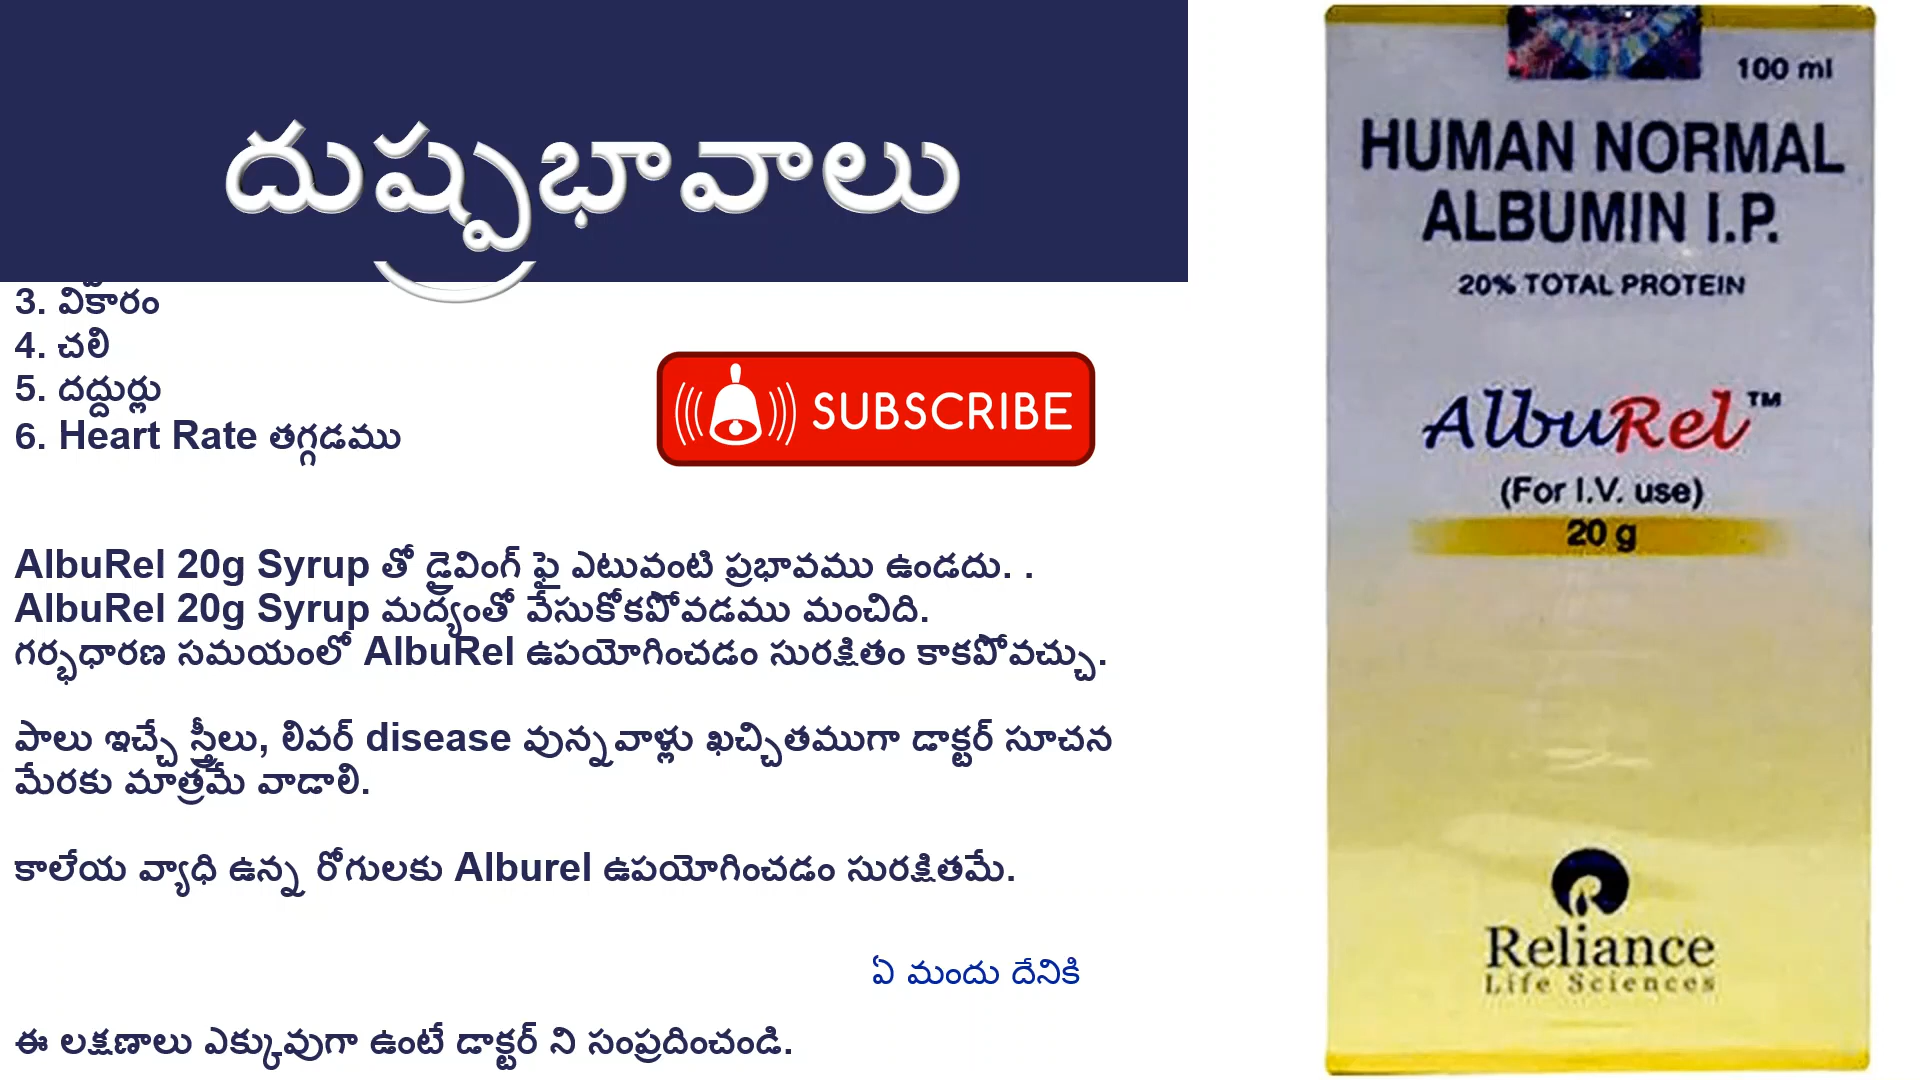 దుష్ప్రభావాలు
3. వికారం
4. చలి
5. దద్దుర్లు
6. Heart Rate తగ్గడము
SUBSCRIBE
AlbuRel 20g Syrup తో డ్రైవింగ్ ఫై ఎటువంటి ప్రభావము ఉండదు. .
AlbuRel 20g Syrup మద్యంతో వేసుకోకపోవడము మంచిది.
గర్భధారణ సమయంలో AlbuRel ఉపయోగించడం సురక్షితం కాకపోవచ్చు.
పాలు ఇచ్చే స్త్రీలు, లివర్ disease వున్నవాళ్లు ఖచ్చితముగా డాక్టర్ సూచన
మేరకు మాత్రమే వాడాలి.
కాలేయ వ్యాధి ఉన్న రోగులకు Alburel ఉపయోగించడం సురక్షితమే.
ఏ మందు దేనికి
ఈ లక్షణాలు ఎక్కువుగా ఉంటే డాక్టర్ ని సంప్రదించండి.
100 ml
HUMAN NORMAL
ALBUMIN I.P.
20% TOTAL PROTEIN
AlbuRel™
(For I.V. use)
20 g
Reliance
Life Sciences